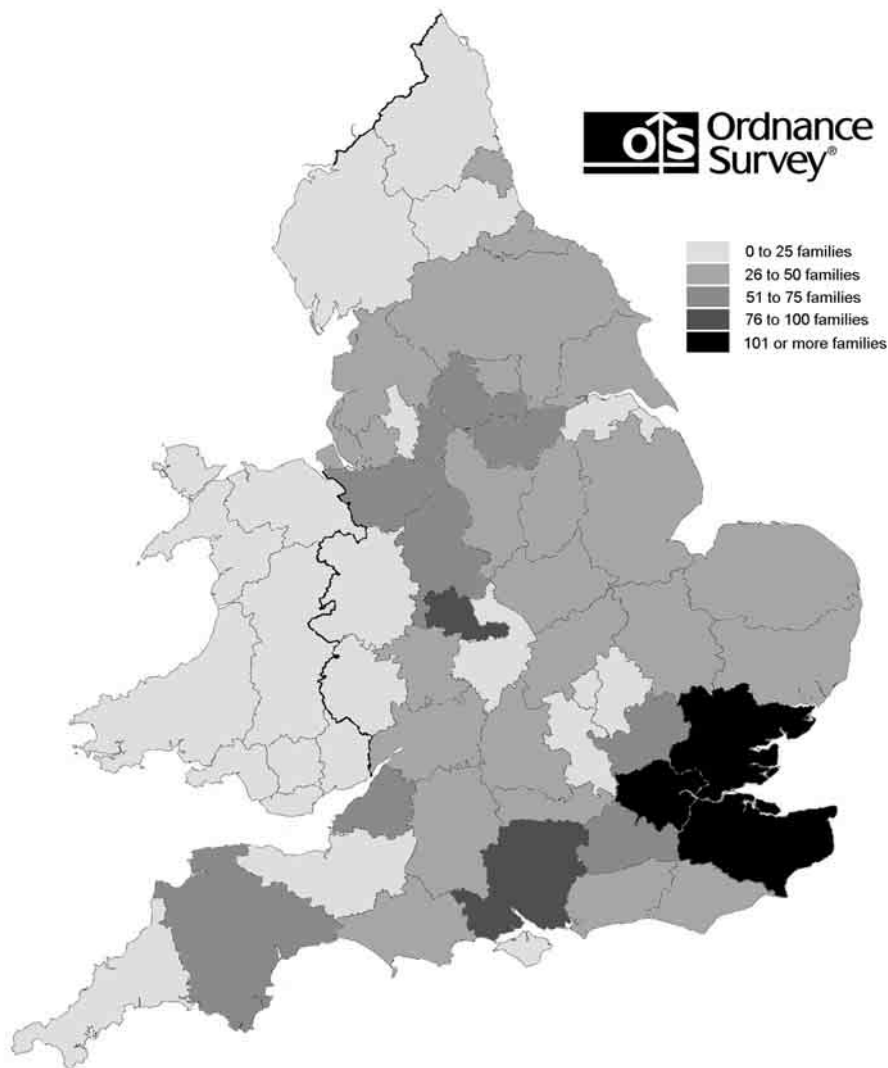 OS Ordnance
Survey®
0 to 25 families
26 to 50 families
51 to 75 families
76 to 100 families
101 or more families